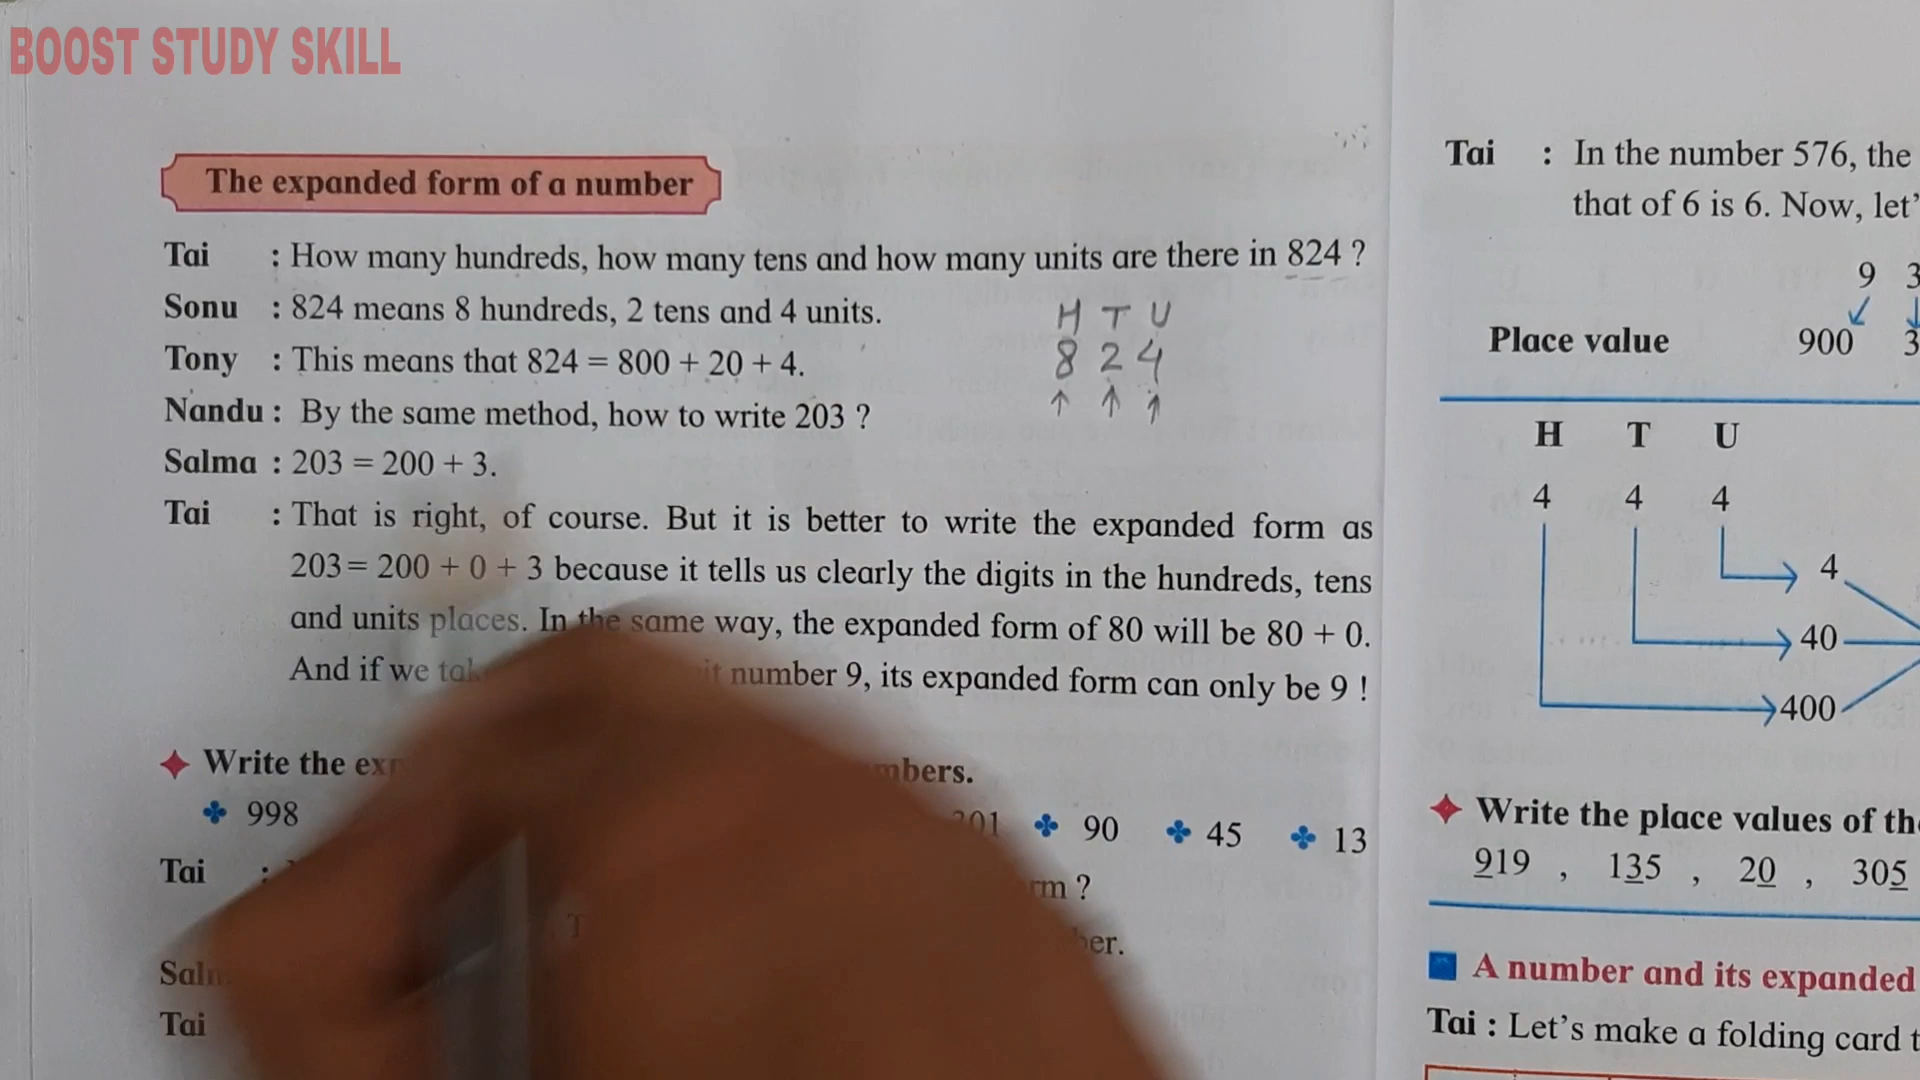 BOOST STUDY SKILL
The expanded form of a number
Tai : How many hundreds, how many tens and how many units are there in 824 ?
Sonu : 824 means 8 hundreds, 2 tens and 4 units.
H T U
Tony : This means that 824 = 800 + 20 + 4.
8 2 4
Nandu : By the same method, how to write 203 ?
Salma : 203 = 200 + 3.
Tai : That is right, of course. But it is better to write the expanded form as
203 = 200 + 0 + 3 because it tells us clearly the digits in the hundreds, tens
and units places. In the same way, the expanded form of 80 will be 80 + 0.
And if we number 9, its expanded form can only be 9 !
Write the
998 90 45 13
Tai :
Tai
Tai : In the number 576, the
that of 6 is 6. Now, let'
9 3
Place value 900 3
H T U
4 4 4
4
40
400
Write the place values of
919 , 135 , 20 , 305
A number and its expanded
Tai : Let's make a folding card